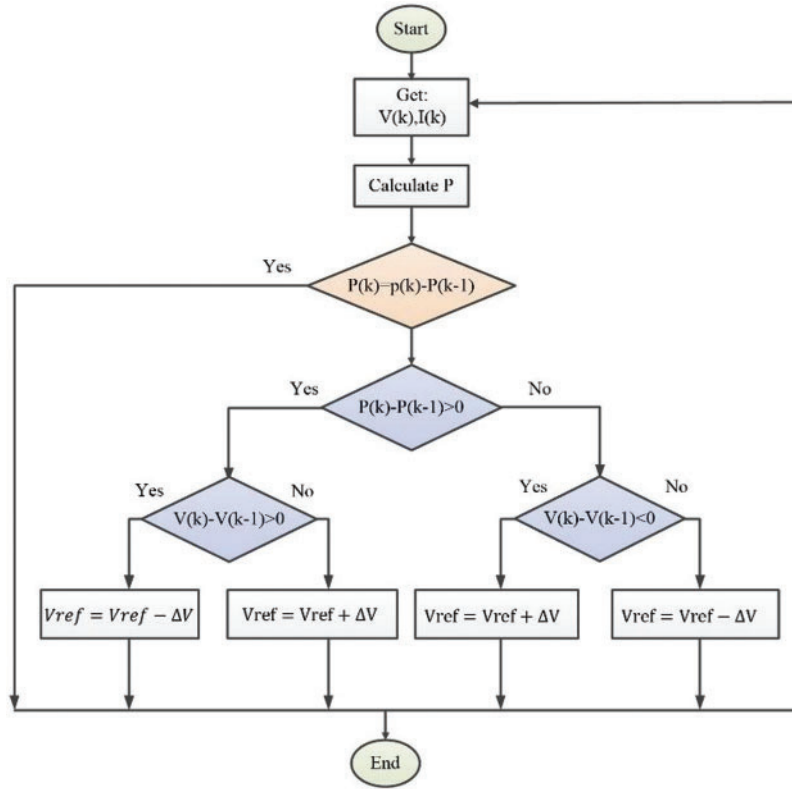 Start
Get:
V(k),I(k)
Calculate P
Yes
P(k)=p(k)-P(k-1)
Yes
No
P(k)-P(k-1)>0
Yes
No
Yes
No
V(k)-V(k-1)>0
V(k)-V(k-1)<0
Vref = Vref − ΔV
Vref = Vref + ΔV
Vref = Vref + ΔV
Vref = Vref − ΔV
End